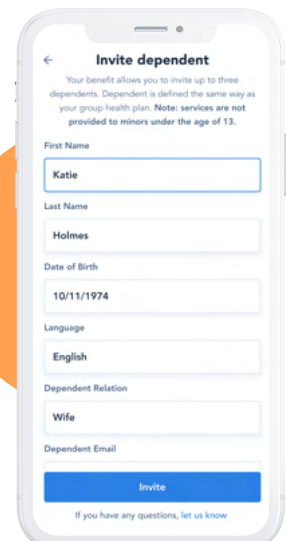 Invite dependent
Your benefit allows you to invite up to three
dependents. Dependent is defined the same way as
your group health plan. Note: services are not
provided to minors under the age of 13.
First Name
Katie
Last Name
Holmes
Date of Birth
10/11/1974
Language
English
Dependent Relation
Wife
Dependent Email
Invite
If you have any questions, let us know